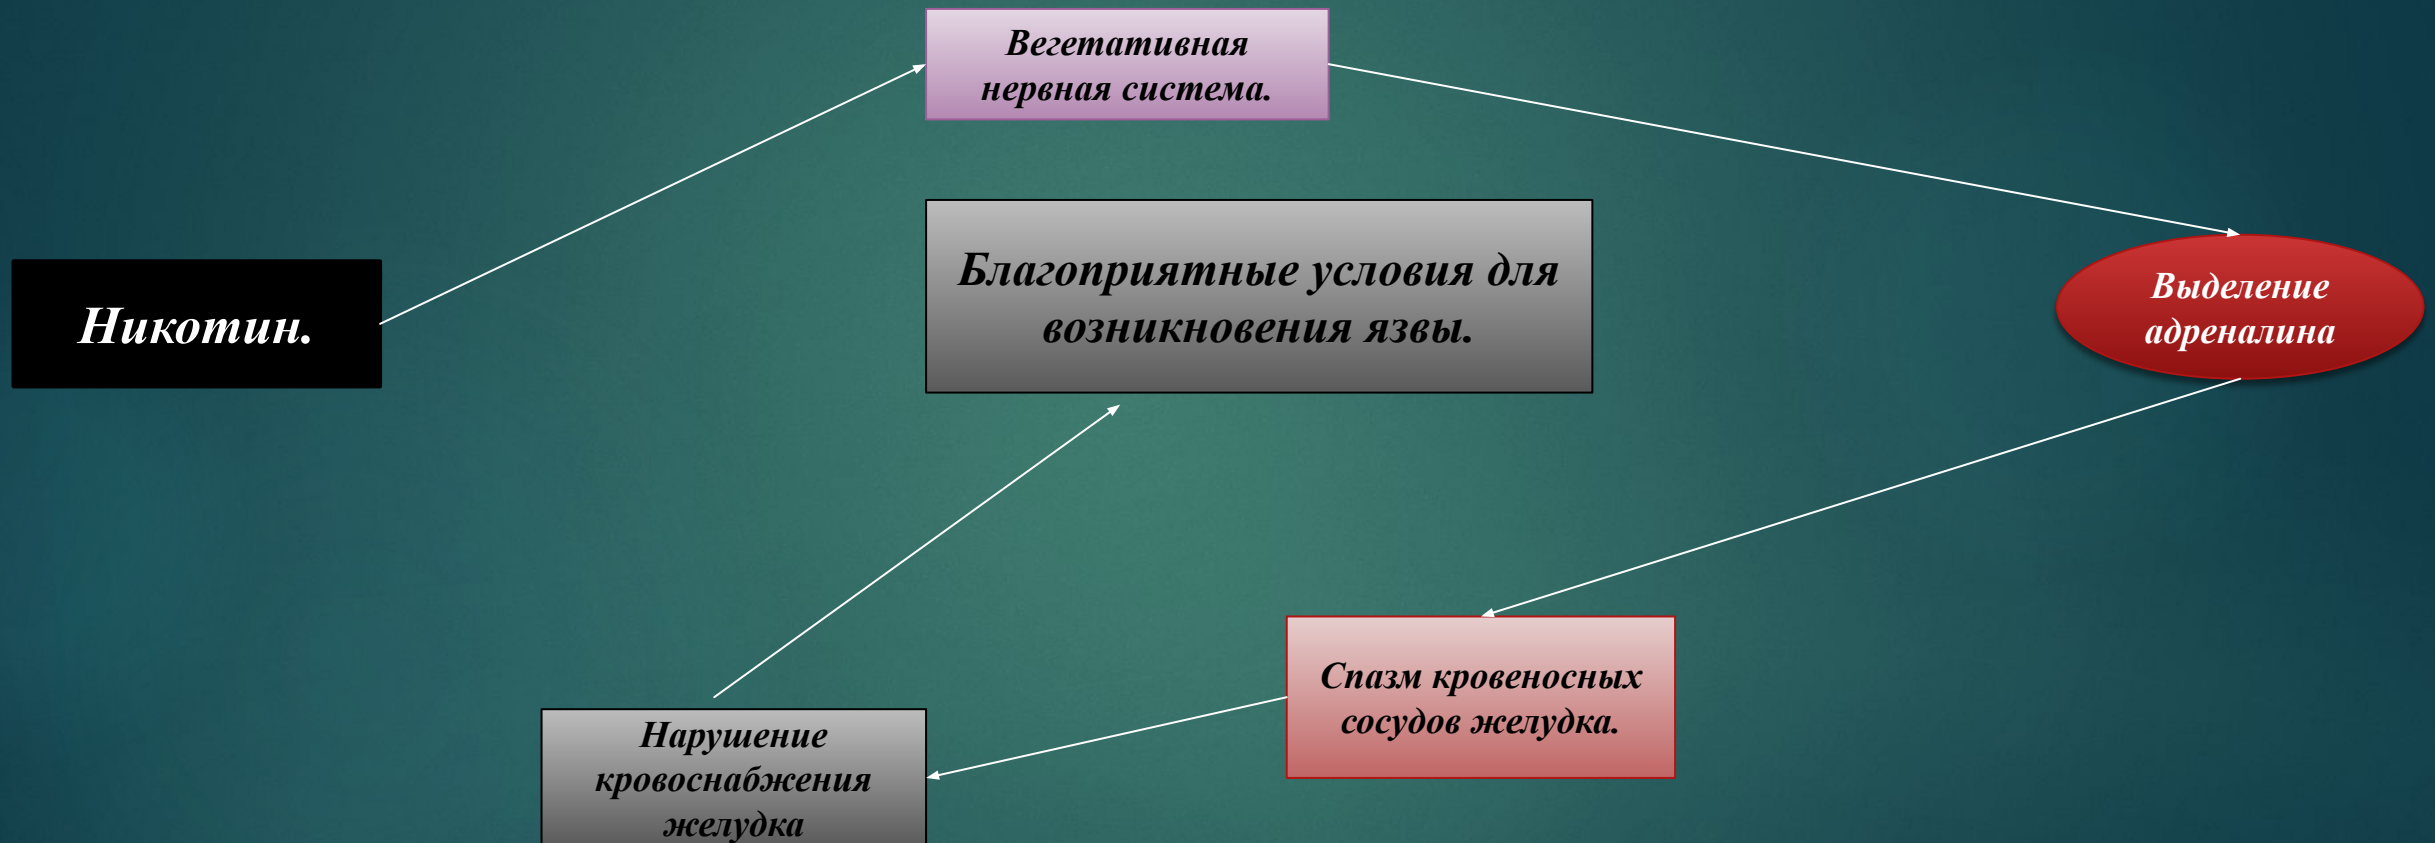 Вегетативная
нервная система.
Благоприятные условия для
возникновения язвы.
Никотин.
Выделение
адреналина
Спазм кровеносных
сосудов желудка.
Нарушение
кровоснабжения
желудка